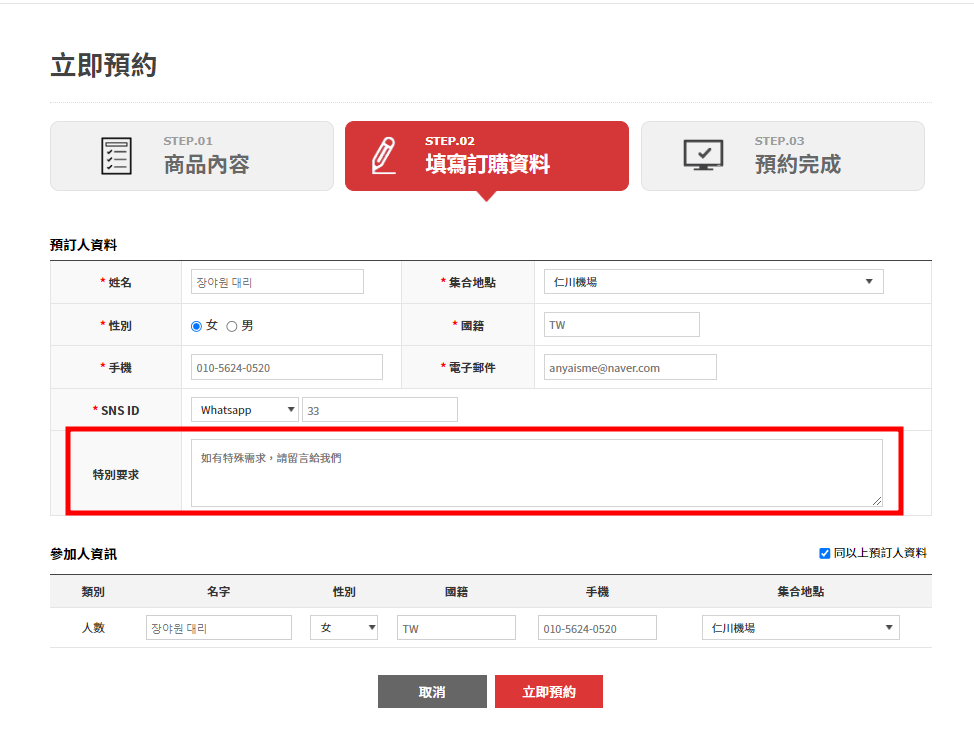 立即預約
STEP.01
商品內容
STEP.02
填寫訂購資料
STEP.03
預約完成
預訂人資料
* 姓名 장야원 대리 * 集合地點 仁川機場
* 性別 女 男 * 國籍 TW
* 手機 010-5624-0520 * 電子郵件 anyaisme@naver.com
* SNS ID Whatsapp 33
特別要求 如有特殊需求，請留言給我們
參加人資訊 同以上預訂人資料
類別 名字 性別 國籍 手機 集合地點
人數 장야원 대리 女 TW 010-5624-0520 仁川機場
取消 立即預約